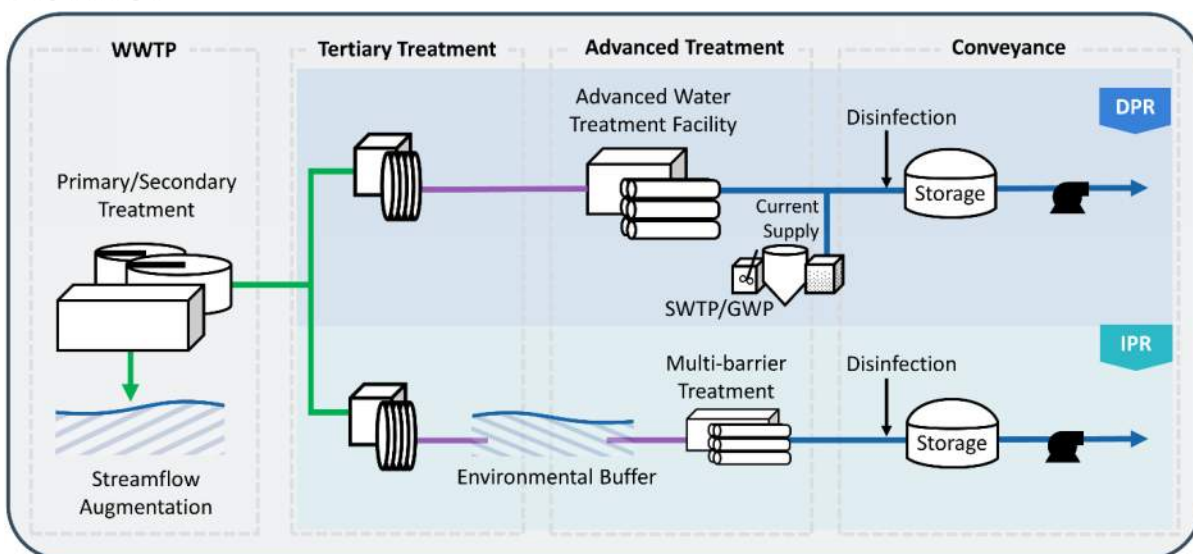 WWTP
Tertiary Treatment
Advanced Treatment
Conveyance
DPR
Advanced Water
Treatment Facility
Disinfection
Primary/Secondary
Treatment
Storage
Current
Supply
SWTP/GWP
IPR
Multi-barrier
Treatment
Disinfection
Storage
Streamflow
Augmentation
Environmental Buffer